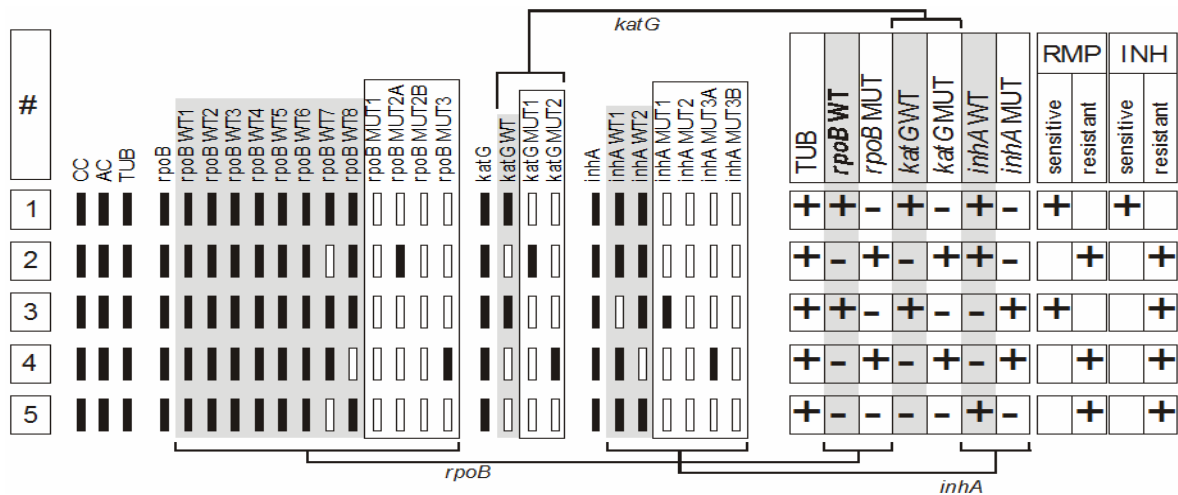 katG
#
CC
AC
TUB
rpoB
rpoB WT1
rpoB WT2
rpoB WT3
rpoB WT4
rpoB WT5
rpoB WT6
rpoB WT7
rpoB WT8
rpoB MUT1
rpoB MUT2A
rpoB MUT2B
rpoB MUT3
katG
katG WT
katG MUT1
katG MUT2
inhA
inhA WT1
inhA WT2
inhA MUT1
inhA MUT2
inhA MUT3A
inhA MUT3B
TUB
rpoB WT
rpoB MUT
katG WT
katG MUT
inhA WT
inhA MUT
RMP INH
sensitive
resistant
sensitive
resistant
1 + + - + - + - + +
2 + - + - + + - + +
3 + + - + - - + + +
4 + - + - + - + + +
5 + - - - - + - + +
rpoB
inhA